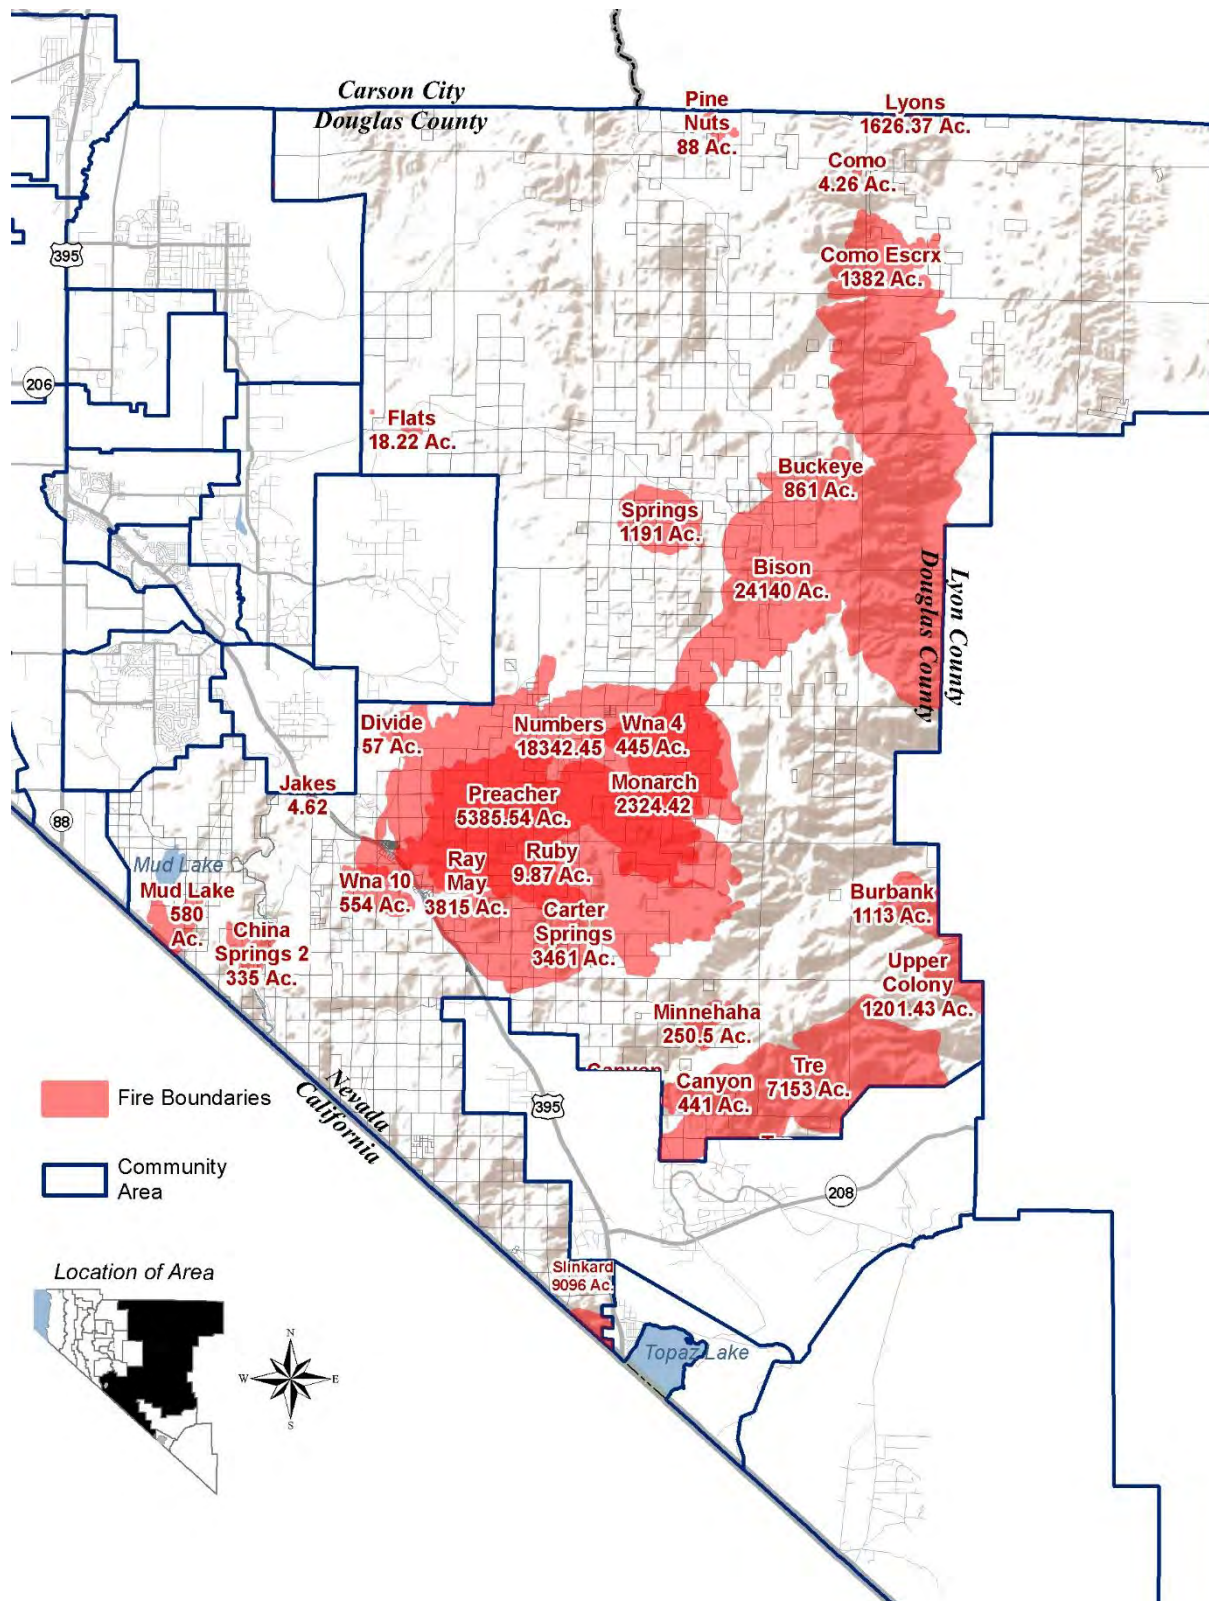 Carson City
Douglas County
Pine
Nuts
88 Ac.
Lyons
1626.37 Ac.
Como
4.26 Ac.
395
Como Escrx
1382 Ac.
206
Flats
18.22 Ac.
Buckeye
861 Ac.
Springs
1191 Ac.
Bison
24140 Ac.
Lyon County
Douglas County
Divide
57 Ac.
Numbers
18342.45
Wna 4
445 Ac.
Jakes
4.62
Preacher
5385.54 Ac.
Monarch
2324.42
88
Mud Lake
Mud Lake
580
Ac.
Wna 10
554 Ac.
Ray
May
3815 Ac.
Ruby
9.87 Ac.
Burbank
1113 Ac.
China
Springs 2
335 Ac.
Carter
Springs
3461 Ac.
Upper
Colony
1201.43 Ac.
Minnehaha
250.5 Ac.
Canyon
441 Ac.
Tre
7153 Ac.
Nevada
California
395
208
Fire Boundaries
Community
Area
Slinkard
9096 Ac.
Topaz Lake
Location of Area
N
W
E
S